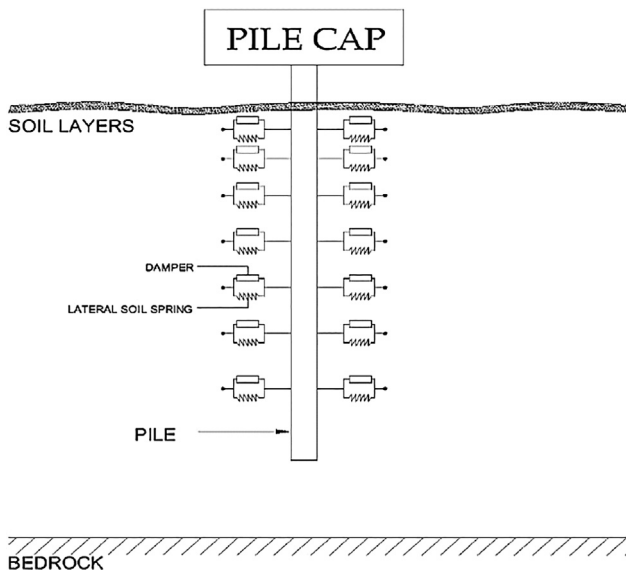 PILE CAP
SOIL LAYERS
DAMPER
LATERAL SOIL SPRING
PILE
BEDROCK